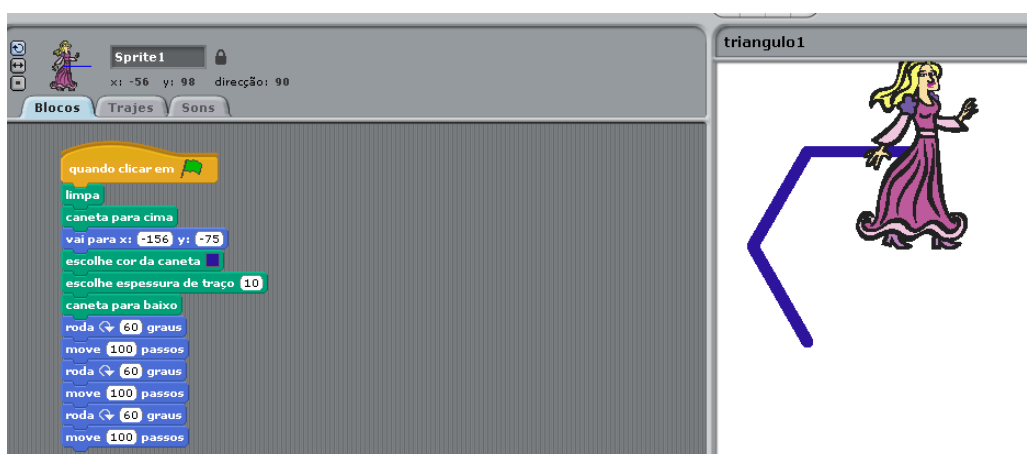 Sprite1
x: -56 y: 98 direcção: 90
Blocos Trajes Sons
quando clicar em
limpa
caneta para cima
vai para x: -156 y: -75
escolhe cor da caneta
escolhe espessura de traço 10
caneta para baixo
roda 60 graus
move 100 passos
roda 60 graus
move 100 passos
roda 60 graus
move 100 passos
triangulo1